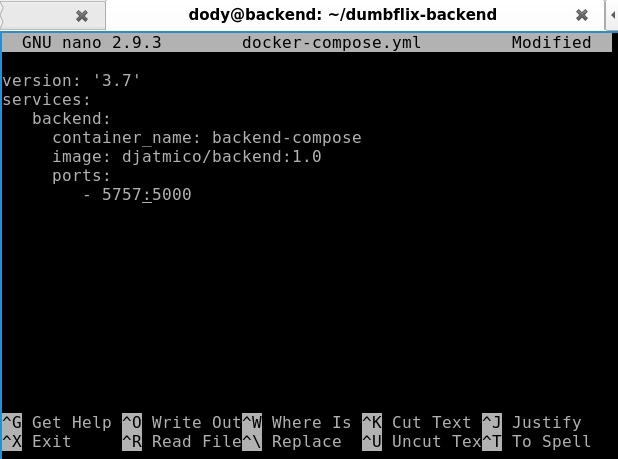 dody@backend: ~/dumbflix-backend
GNU nano 2.9.3 docker-compose.yml Modified
version: '3.7'
services:
   backend:
     container_name: backend-compose
     image: djatmico/backend:1.0
     ports:
        - 5757:5000
^G Get Help ^O Write Out ^W Where Is ^K Cut Text ^J Justify
^X Exit ^R Read File ^\ Replace ^U Uncut Tex ^T To Spell